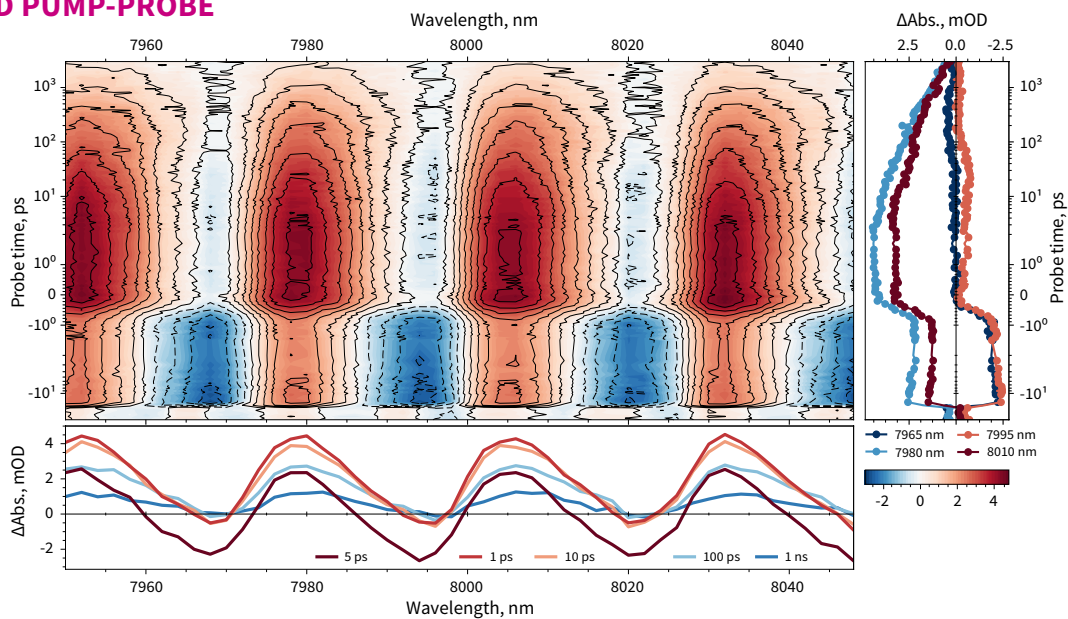 D PUMP-PROBE
Wavelength, nm
7960 7980 8000 8020 8040
ΔAbs., mOD
2.5 0.0 -2.5
Probe time, ps
10³
10²
10¹
10⁰
0
-10⁰
-10¹
10³
10²
10¹
10⁰
0
-10⁰
-10¹
Probe time, ps
ΔAbs., mOD
4
2
0
-2
5 ps 1 ps 10 ps 100 ps 1 ns
7965 nm 7995 nm
7980 nm 8010 nm
-2 0 2 4
7960 7980 8000 8020 8040
Wavelength, nm